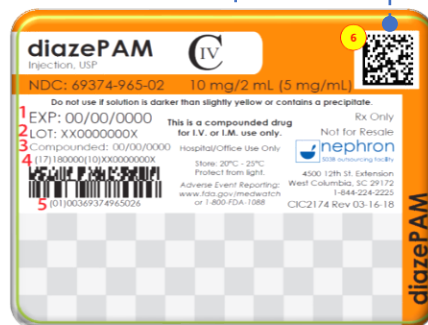 diazePAM
Injection, USP
CIV
6
NDC: 69374-965-02 10 mg/2 mL (5 mg/mL)
Do not use if solution is darker than slightly yellow or contains a precipitate.
1 EXP: 00/00/0000
2 LOT: XX0000000X
3 Compounded: 00/00/0000
4 (17)180000(10)XX0000000X
5 (01)00369374965026
This is a compounded drug
for I.V. or I.M. use only.
Hospital/Office Use Only
Store: 20°C - 25°C
Protect from light.
Adverse Event Reporting:
www.fda.gov/medwatch
or 1-800-FDA-1088
Rx Only
Not for Resale
nephron
503B outsourcing facility
4500 12th St. Extension
West Columbia, SC 29172
1-844-224-2225
CIC2174 Rev 03-16-18
diazePAM